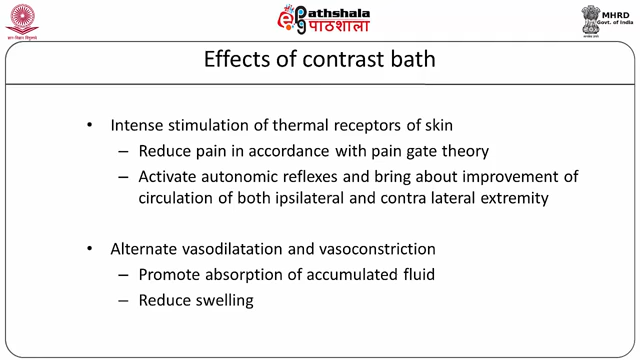 Pathshala
पाठशाला
MHRD
Govt. of India
Effects of contrast bath
• Intense stimulation of thermal receptors of skin
– Reduce pain in accordance with pain gate theory
– Activate autonomic reflexes and bring about improvement of
circulation of both ipsilateral and contra lateral extremity
• Alternate vasodilatation and vasoconstriction
– Promote absorption of accumulated fluid
– Reduce swelling